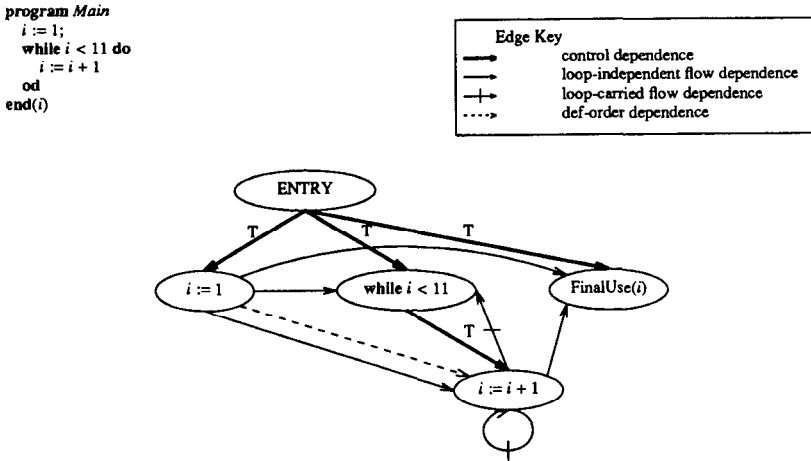 program Main
i := 1;
while i < 11 do
i := i + 1
od
end(i)
Edge Key
control dependence
loop-independent flow dependence
loop-carried flow dependence
def-order dependence
ENTRY
T
T
T
i := 1
while i < 11
FinalUse(i)
T
i := i + 1